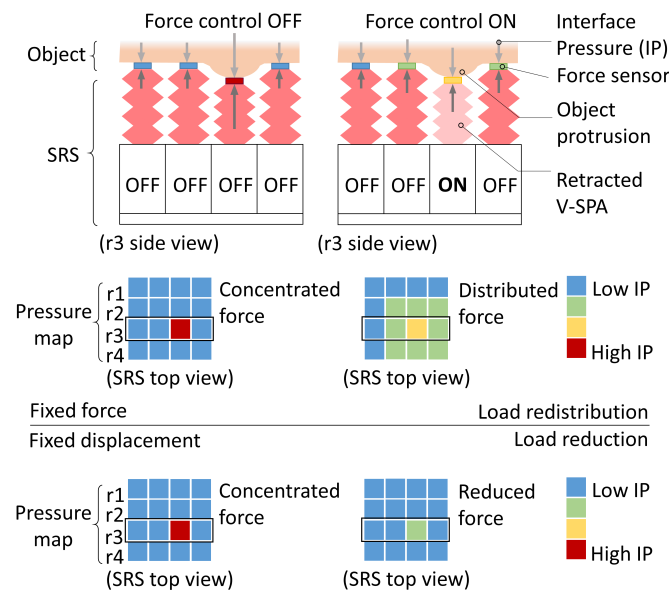 Force control OFF
Force control ON
Interface
Pressure (IP)
Object
Force sensor
Object
protrusion
SRS
OFF OFF OFF OFF
OFF OFF ON OFF
Retracted
V-SPA
(r3 side view)
(r3 side view)
Pressure
map
r1
r2
r3
r4
Concentrated
force
(SRS top view)
Distributed
force
(SRS top view)
Low IP
High IP
Fixed force
Load redistribution
Fixed displacement
Load reduction
Pressure
map
r1
r2
r3
r4
Concentrated
force
(SRS top view)
Reduced
force
(SRS top view)
Low IP
High IP